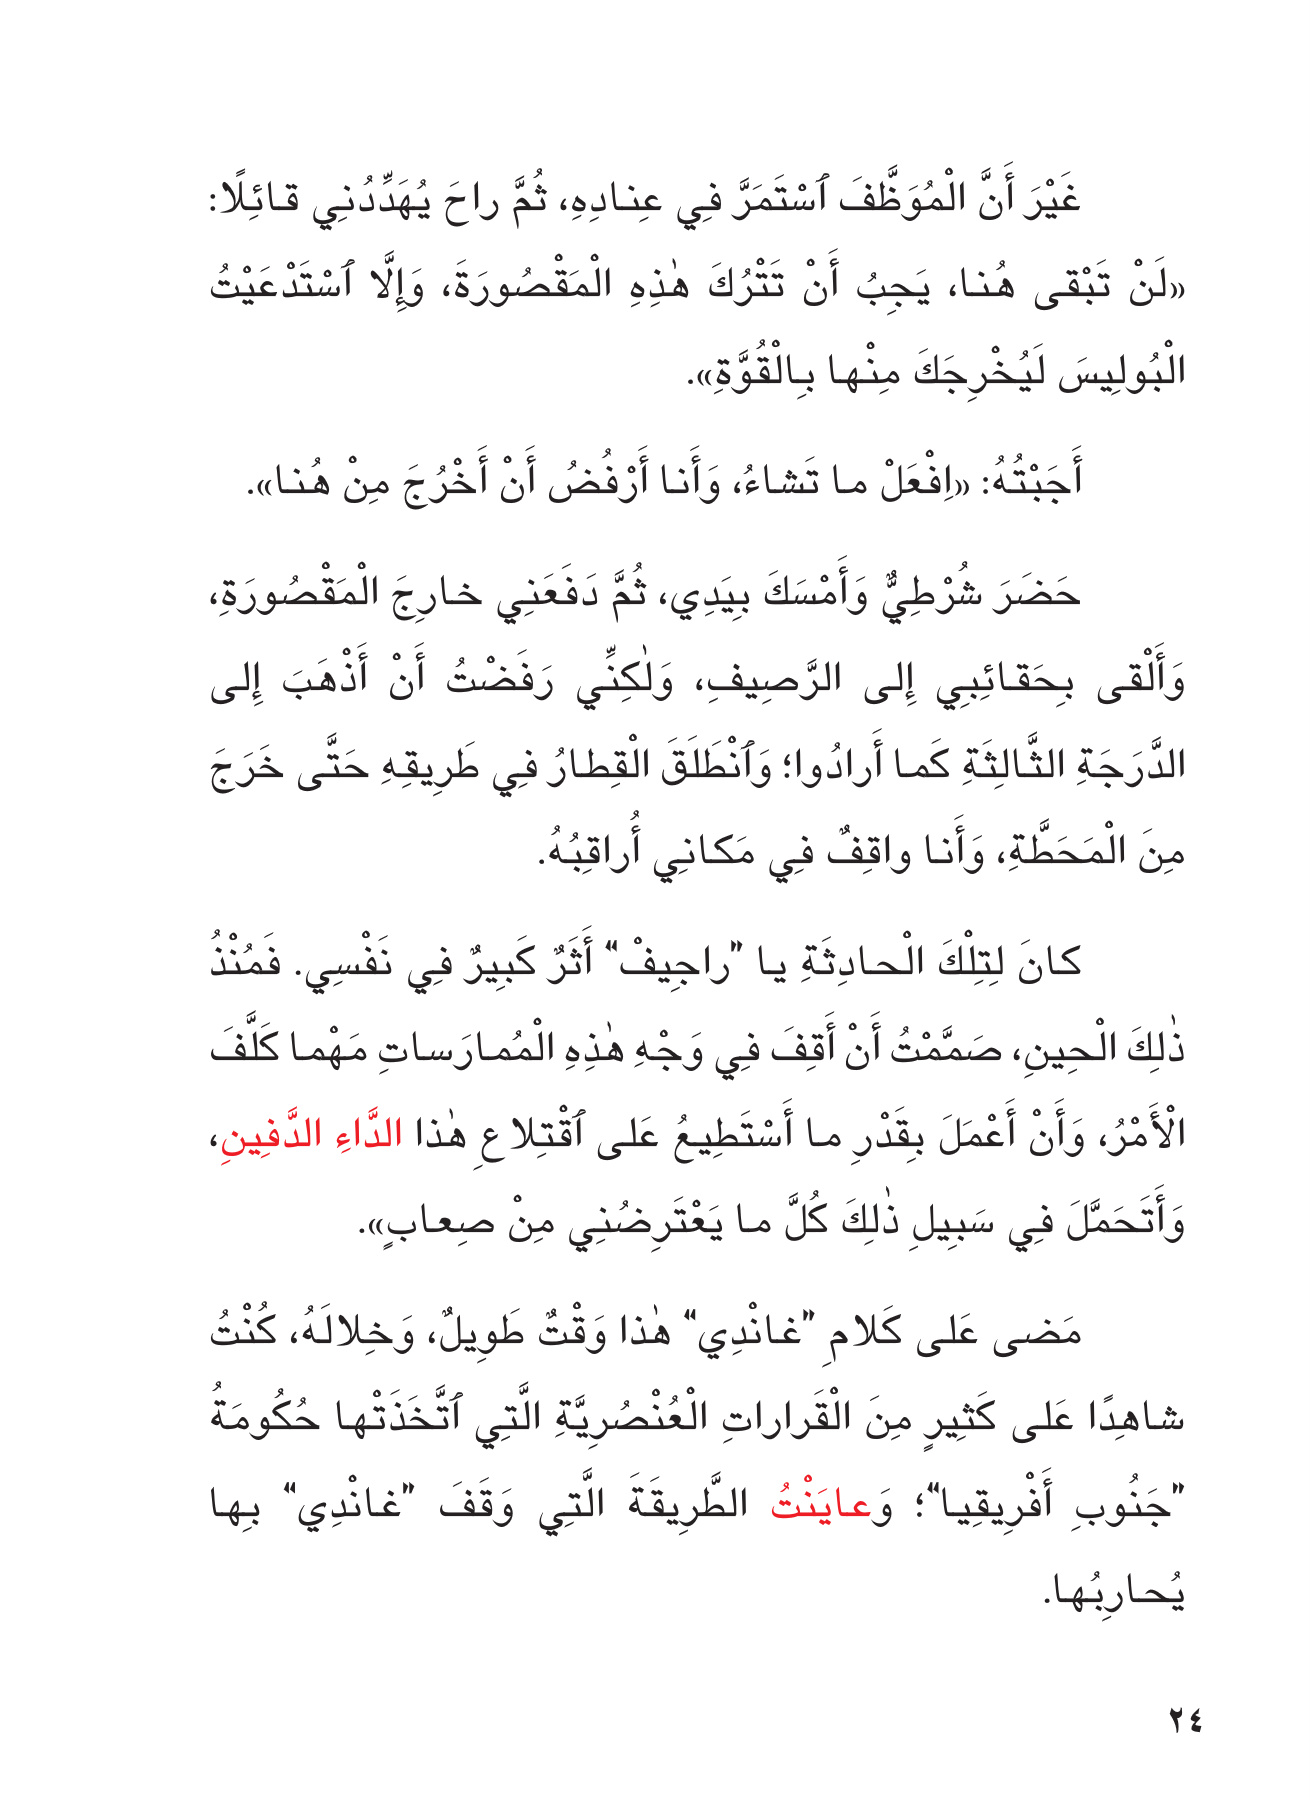 غَيْرَ أَنَّ الْمُوَظَّفَ ٱسْتَمَرَّ فِي عِنادِهِ، ثُمَّ راحَ يُهَدِّدُنِي قائِلًا:
«لَنْ تَبْقى هُنا، يَجِبُ أَنْ تَتْرُكَ هٰذِهِ الْمَقْصُورَةَ، وَإِلَّا ٱسْتَدْعَيْتُ
الْبُولِيسَ لَيُخْرِجَكَ مِنْها بِالْقُوَّةِ».
أَجَبْتُهُ: «اِفْعَلْ ما تَشاءُ، وَأَنا أَرْفُضُ أَنْ أَخْرُجَ مِنْ هُنا».
حَضَرَ شُرْطِيٌّ وَأَمْسَكَ بِيَدِي، ثُمَّ دَفَعَنِي خارِجَ الْمَقْصُورَةِ،
وَأَلْقى بِحَقائِبِي إِلى الرَّصِيفِ، وَلٰكِنِّي رَفَضْتُ أَنْ أَذْهَبَ إِلى
الدَّرَجَةِ الثَّالِثَةِ كَما أَرادُوا؛ وَٱنْطَلَقَ الْقِطارُ فِي طَرِيقِهِ حَتَّى خَرَجَ
مِنَ الْمَحَطَّةِ، وَأَنا واقِفٌ فِي مَكانِي أُراقِبُهُ.
كانَ لِتِلْكَ الْحادِثَةِ يا "راجِيفْ" أَثَرٌ كَبِيرٌ فِي نَفْسِي. فَمُنْذُ
ذٰلِكَ الْحِينِ، صَمَّمْتُ أَنْ أَقِفَ فِي وَجْهِ هٰذِهِ الْمُمارَساتِ مَهْما كَلَّفَ
الْأَمْرُ، وَأَنْ أَعْمَلَ بِقَدْرِ ما أَسْتَطِيعُ عَلى ٱقْتِلاعِ هٰذا الدَّاءِ الدَّفِينِ،
وَأَتَحَمَّلَ فِي سَبِيلِ ذٰلِكَ كُلَّ ما يَعْتَرِضُنِي مِنْ صِعابٍ».
مَضى عَلى كَلامِ "غانْدِي" هٰذا وَقْتٌ طَوِيلٌ، وَخِلالَهُ، كُنْتُ
شاهِدًا عَلى كَثِيرٍ مِنَ الْقَراراتِ الْعُنْصُرِيَّةِ الَّتِي ٱتَّخَذَتْها حُكُومَةُ
"جَنُوبِ أَفْرِيقِيا"؛ وَعايَنْتُ الطَّرِيقَةَ الَّتِي وَقَفَ "غانْدِي" بِها
يُحارِبُها.
٢٤